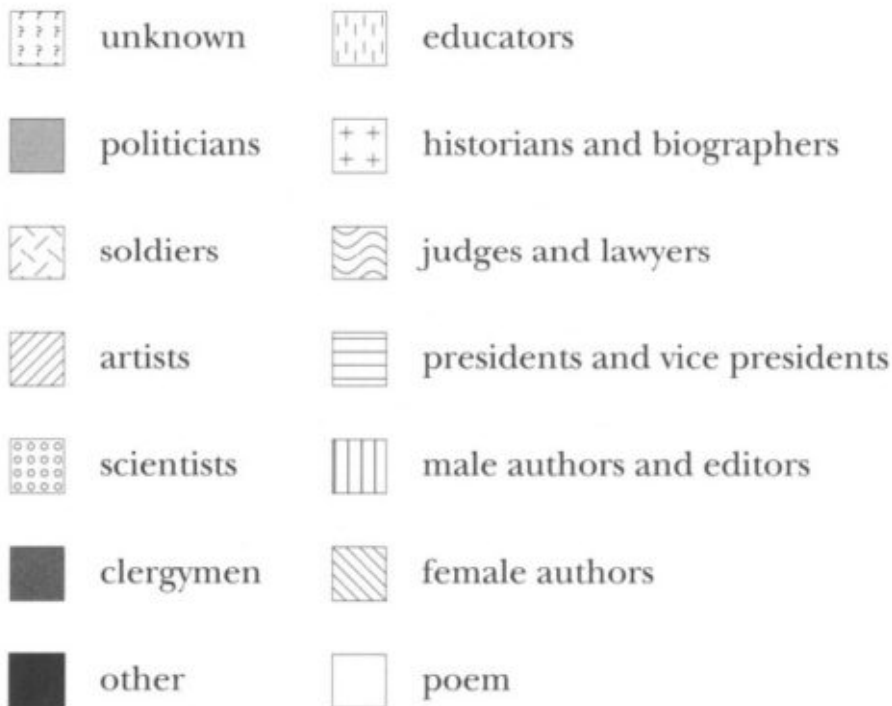 unknown
educators
politicians
historians and biographers
soldiers
judges and lawyers
artists
presidents and vice presidents
scientists
male authors and editors
clergymen
female authors
other
poem